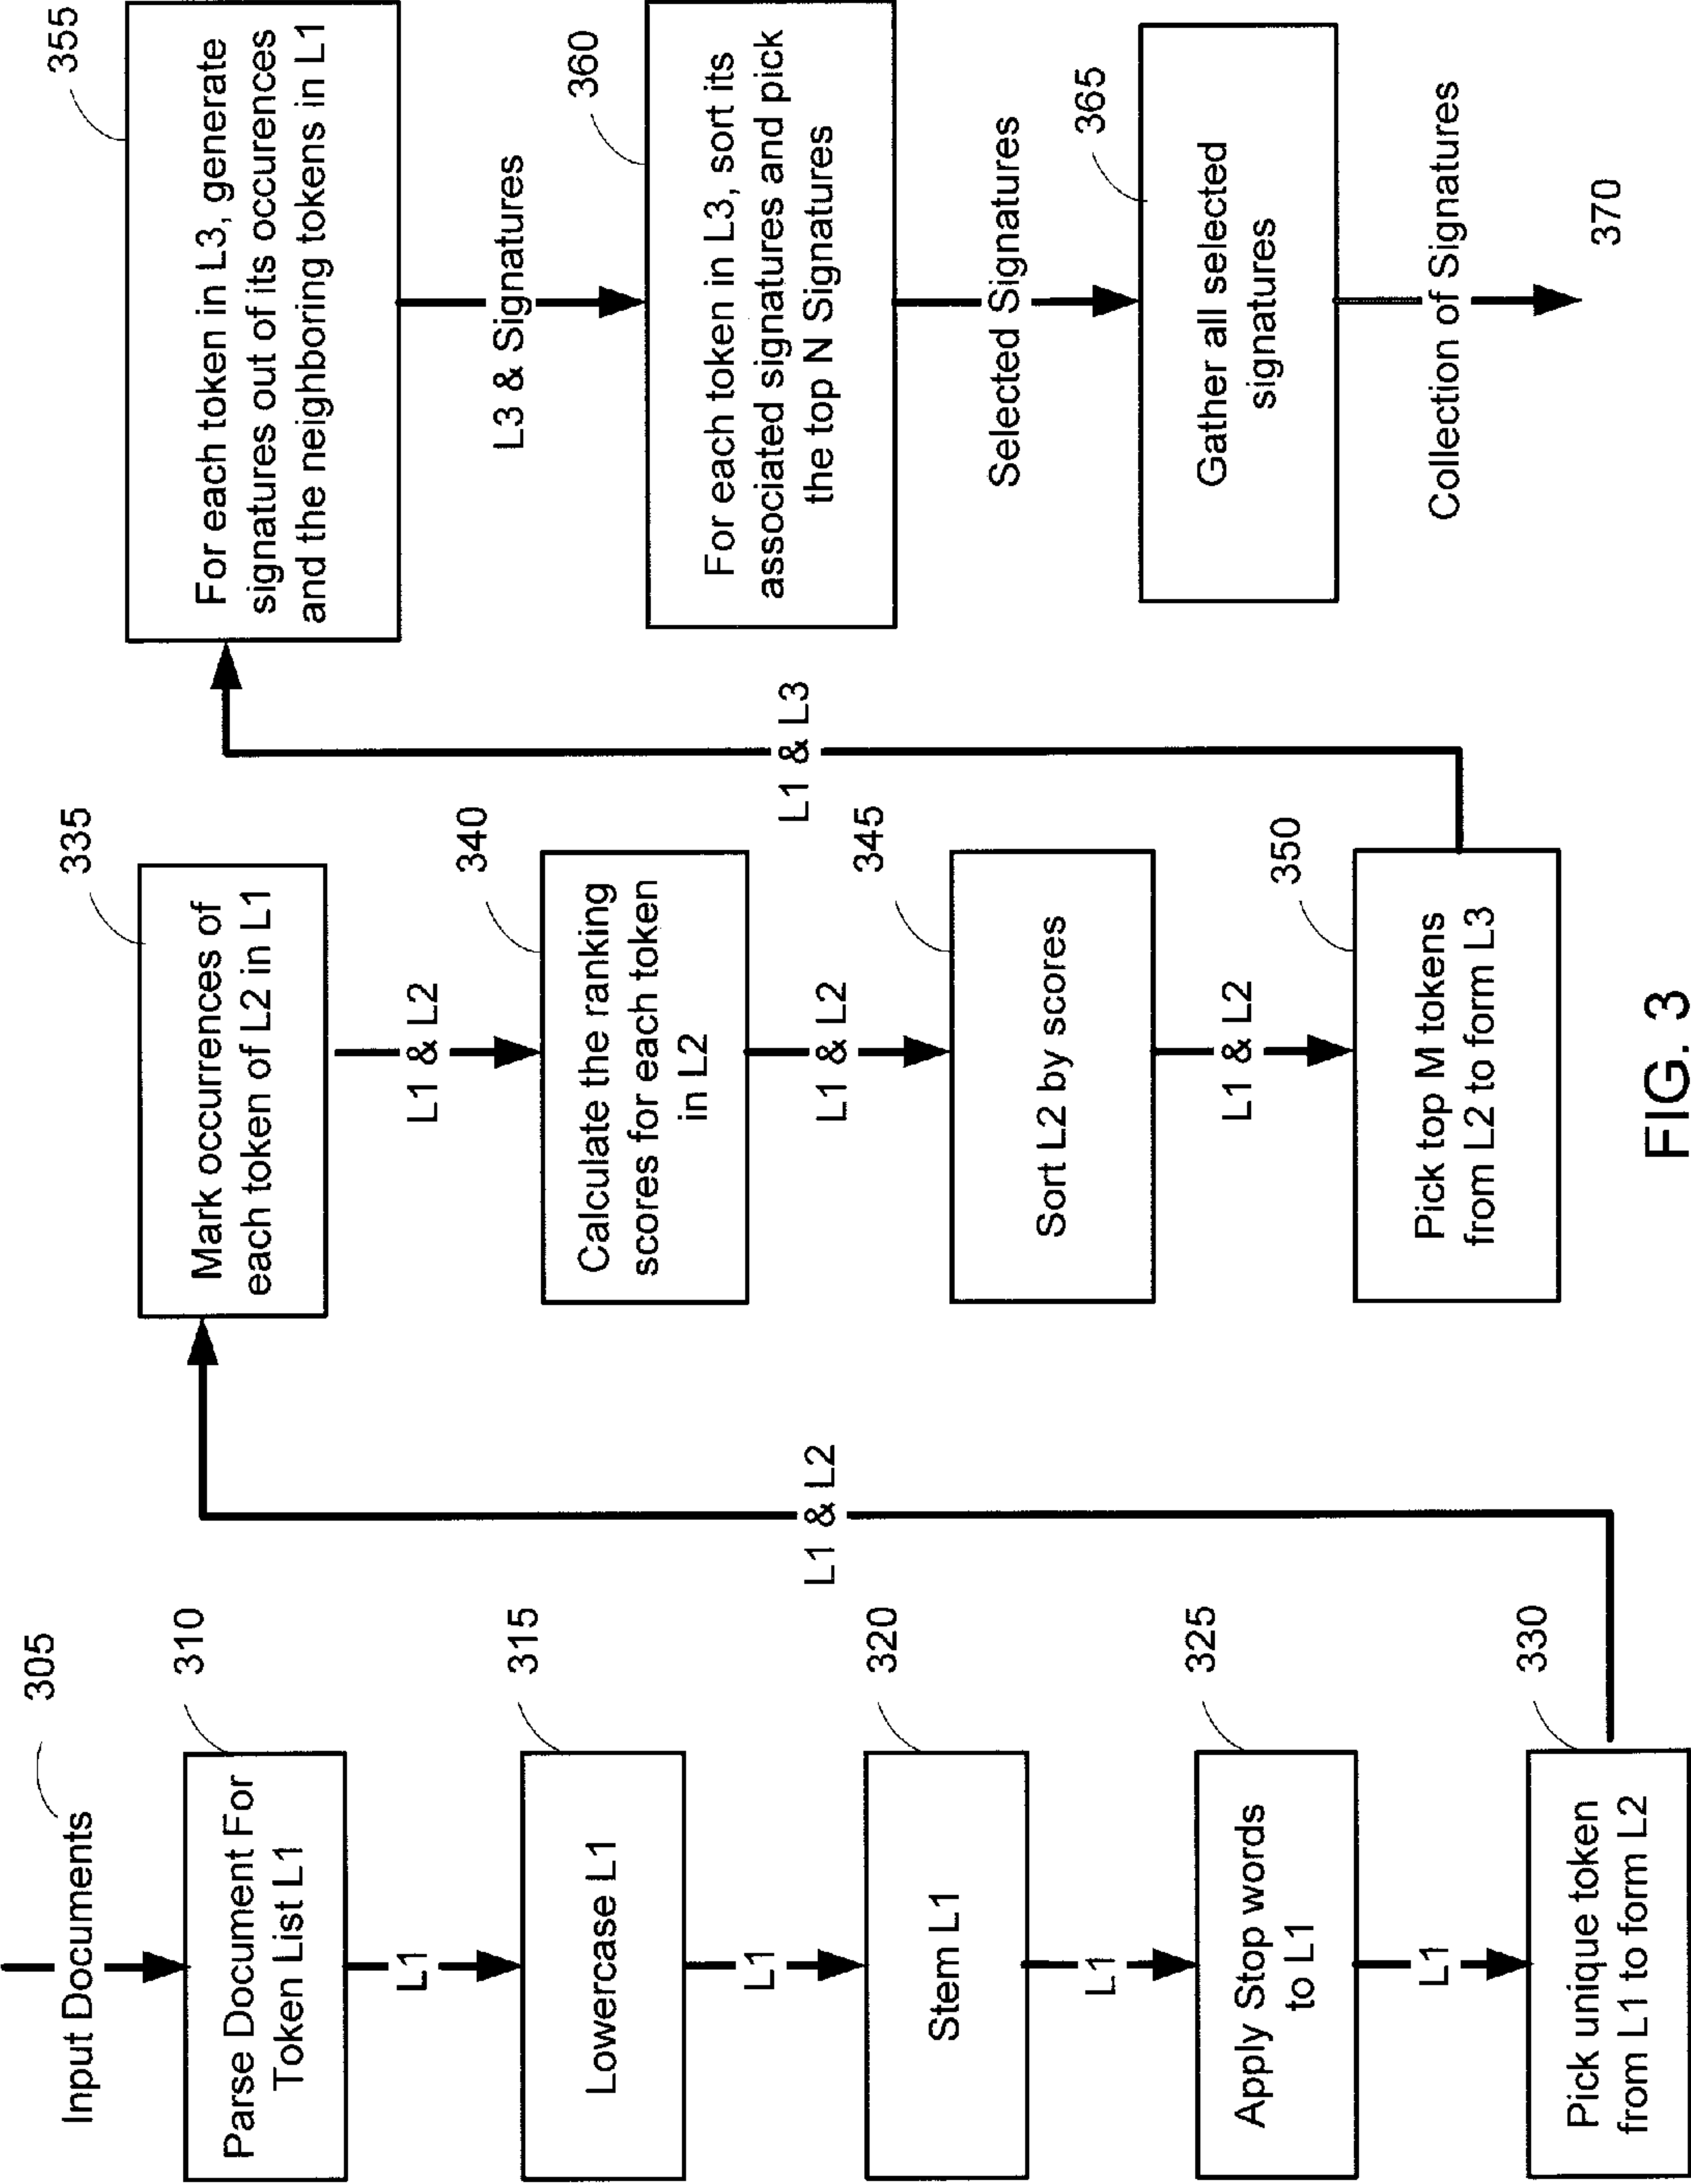 305
Input Documents
310
Parse Document For
Token List L1
L1
315
Lowercase L1
L1
320
Stem L1
L1
325
Apply Stop words
to L1
L1
330
Pick unique token
from L1 to form L2
L1 & L2
335
Mark occurrences of
each token of L2 in L1
L1 & L2
340
Calculate the ranking
scores for each token
in L2
L1 & L2
345
Sort L2 by scores
L1 & L2
350
Pick top M tokens
from L2 to form L3
L1 & L3
355
For each token in L3, generate
signatures out of its occurences
and the neighboring tokens in L1
L3 & Signatures
360
For each token in L3, sort its
associated signatures and pick
the top N Signatures
Selected Signatures
365
Gather all selected
signatures
Collection of Signatures
370
FIG. 3